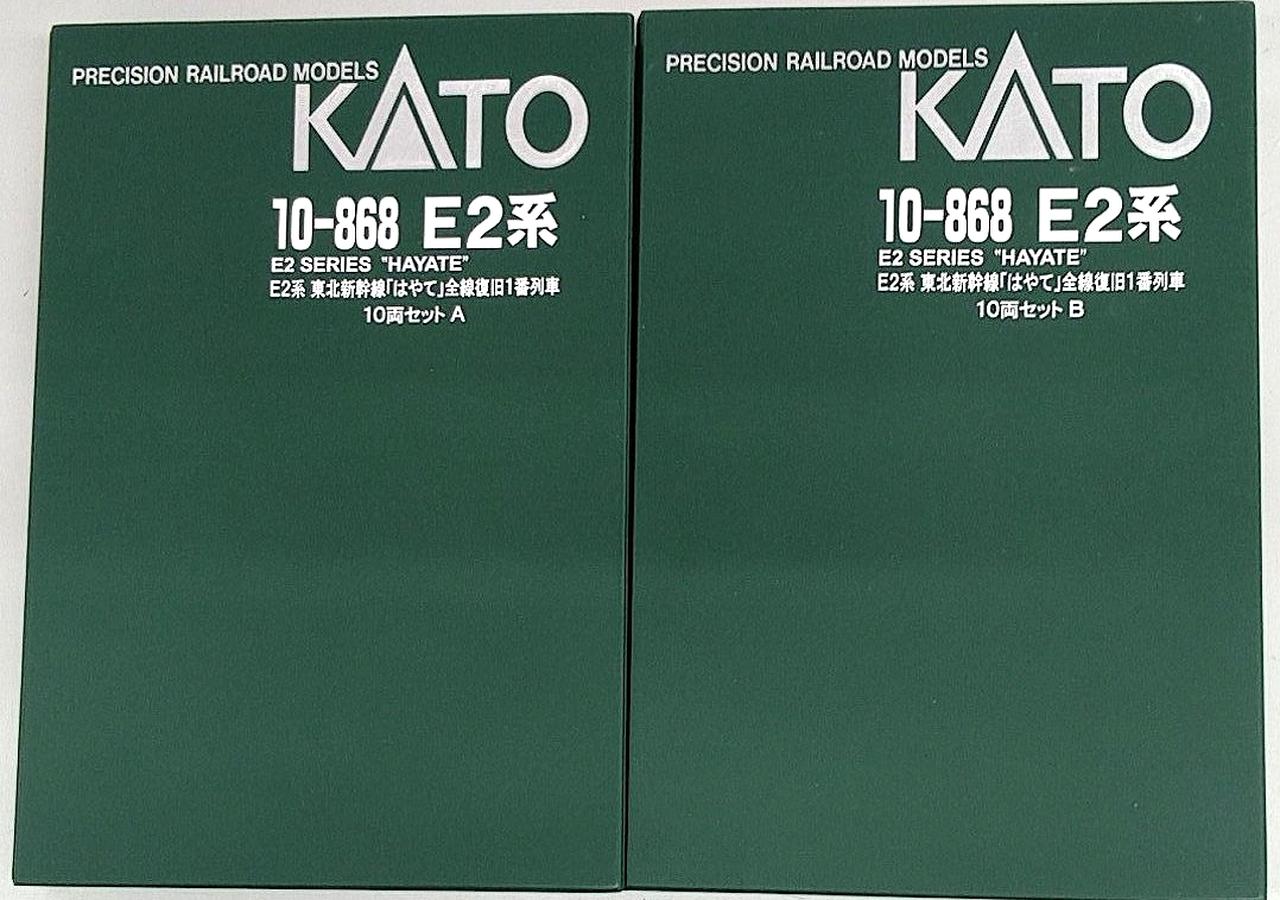 PRECISION RAILROAD MODELS
KATO
10-868 E2系
E2 SERIES "HAYATE"
E2系 東北新幹線「はやて」全線復旧1番列車
10両セット A
PRECISION RAILROAD MODELS
KATO
10-868 E2系
E2 SERIES "HAYATE"
E2系 東北新幹線「はやて」全線復旧1番列車
10両セット B